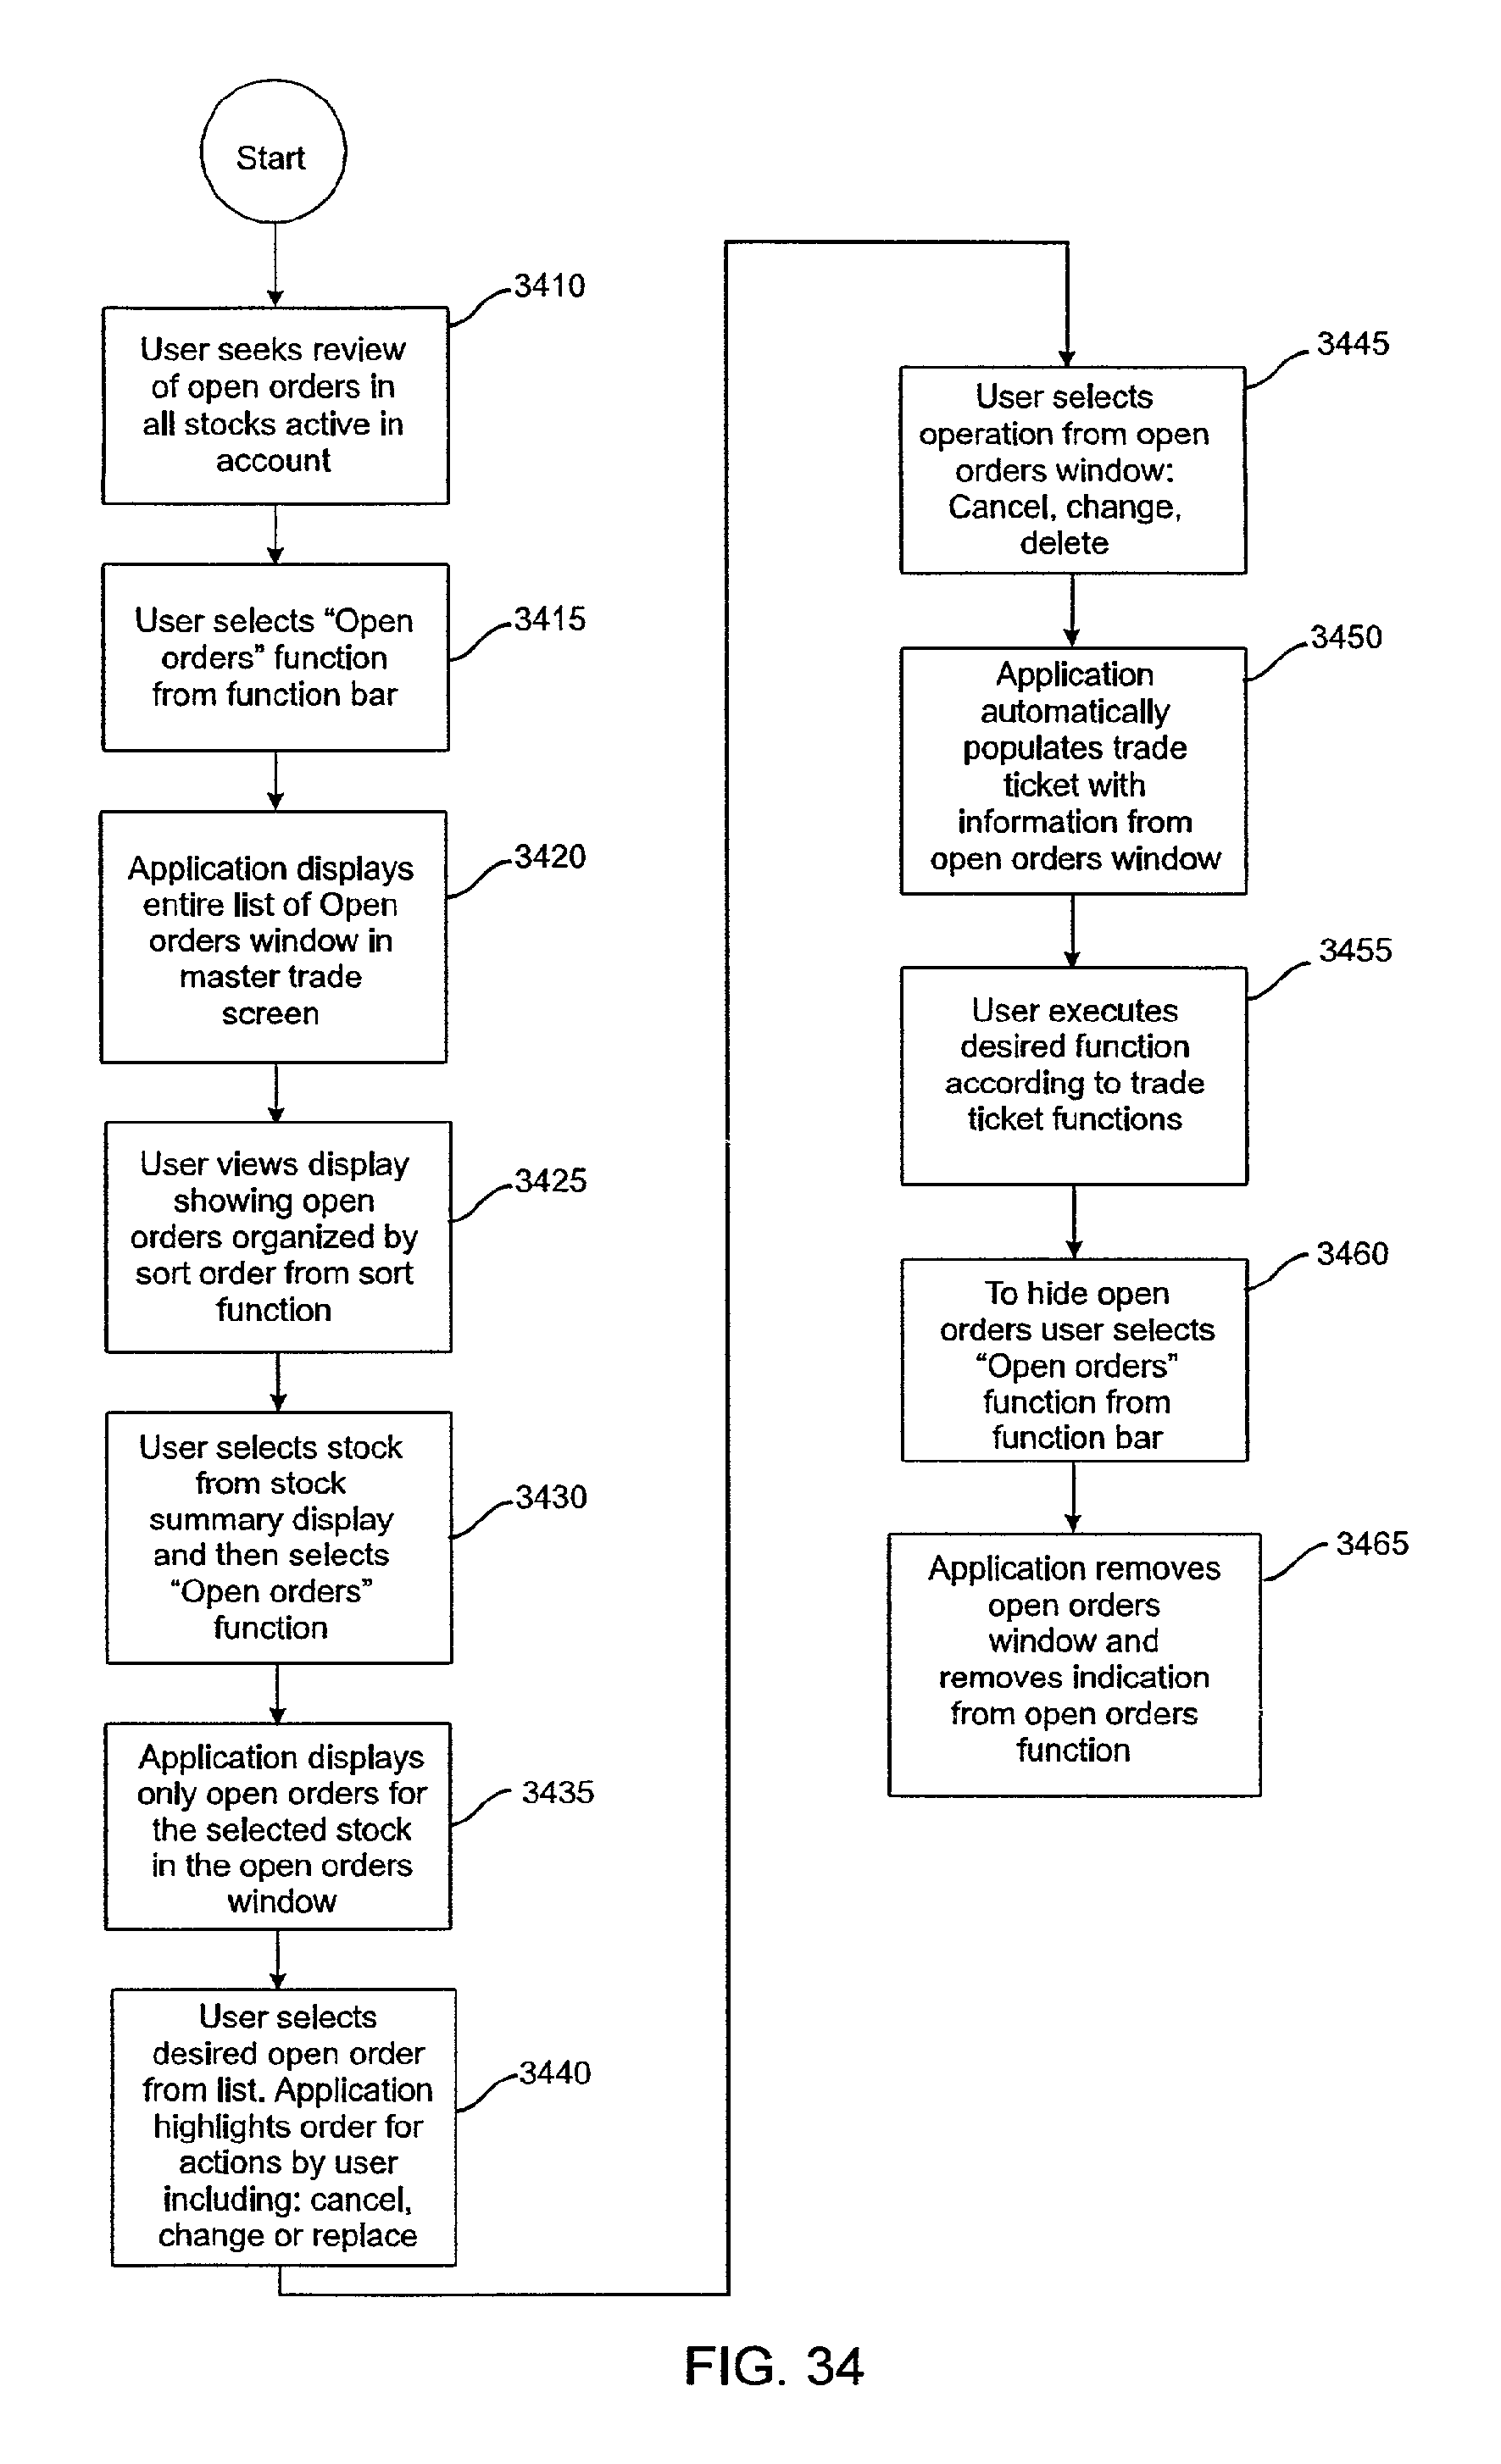 Start
3410
User seeks review
of open orders in
all stocks active in
account
3415
User selects “Open
orders” function
from function bar
3420
Application displays
entire list of Open
orders window in
master trade
screen
3425
User views display
showing open
orders organized by
sort order from sort
function
3430
User selects stock
from stock
summary display
and then selects
“Open orders”
function
3435
Application displays
only open orders for
the selected stock
in the open orders
window
3440
User selects
desired open order
from list. Application
highlights order for
actions by user
including: cancel,
change or replace
3445
User selects
operation from open
orders window:
Cancel, change,
delete
3450
Application
automatically
populates trade
ticket with
information from
open orders window
3455
User executes
desired function
according to trade
ticket functions
3460
To hide open
orders user selects
“Open orders”
function from
function bar
3465
Application removes
open orders
window and
removes indication
from open orders
function
FIG. 34